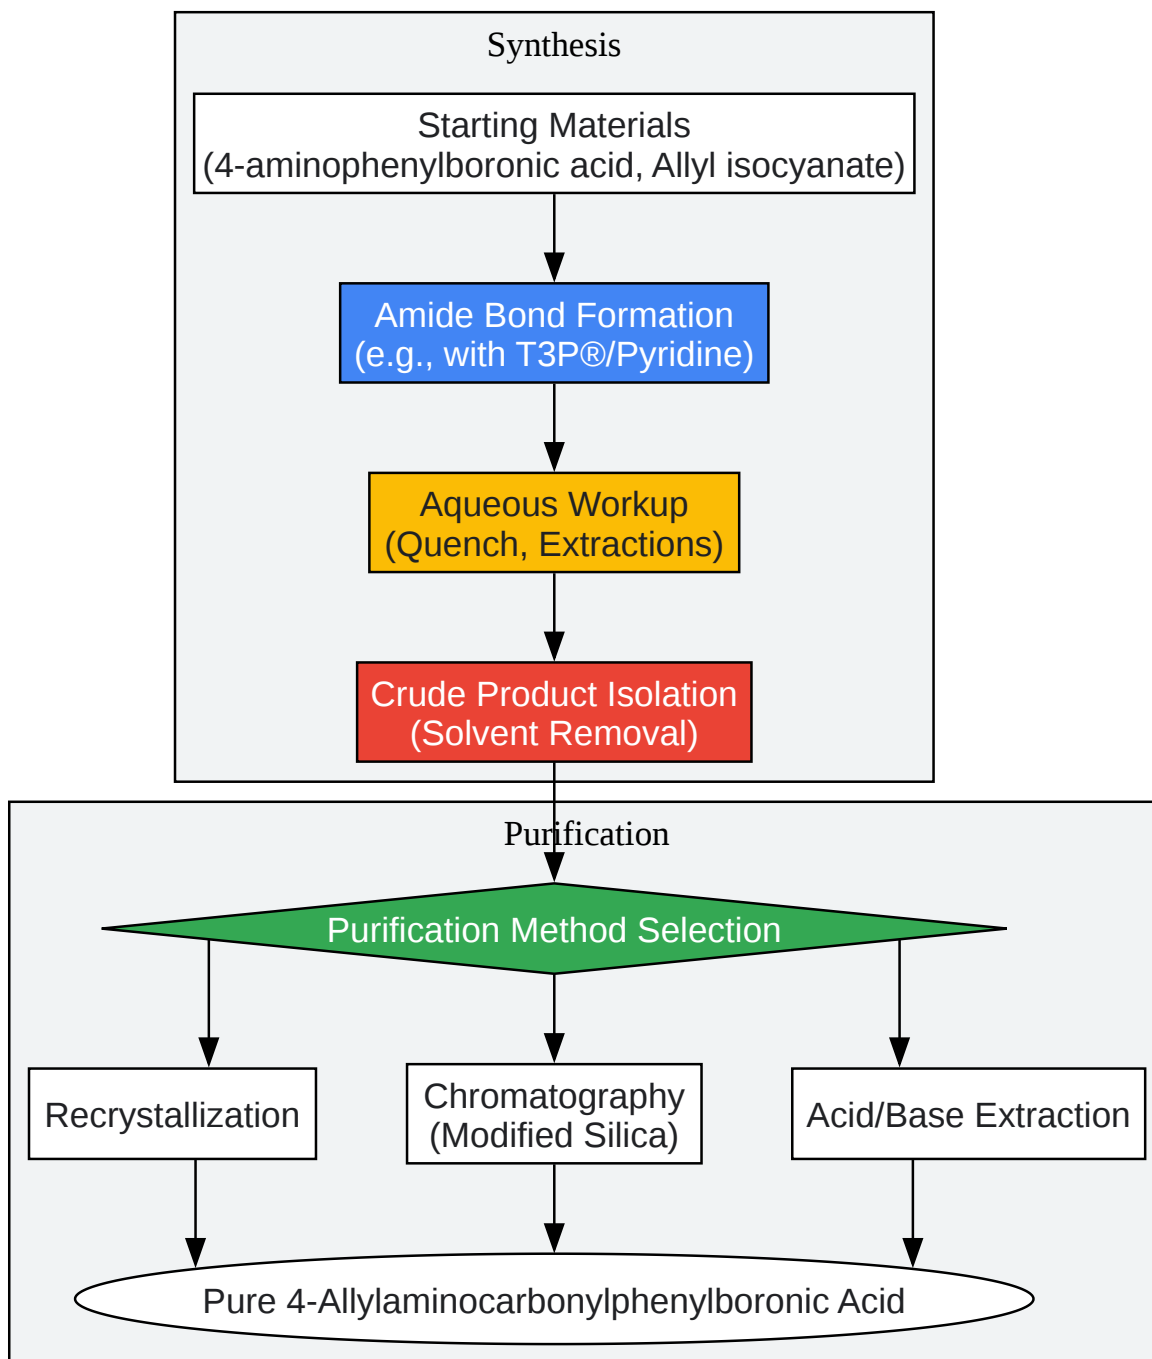 Synthesis
Starting Materials
(4-aminophenylboronic acid, Allyl isocyanate)
Amide Bond Formation
(e.g., with T3P®/Pyridine)
Aqueous Workup
(Quench, Extractions)
Crude Product Isolation
(Solvent Removal)
Purification
Purification Method Selection
Recrystallization
Chromatography
(Modified Silica)
Acid/Base Extraction
Pure 4-Allylaminocarbonylphenylboronic Acid